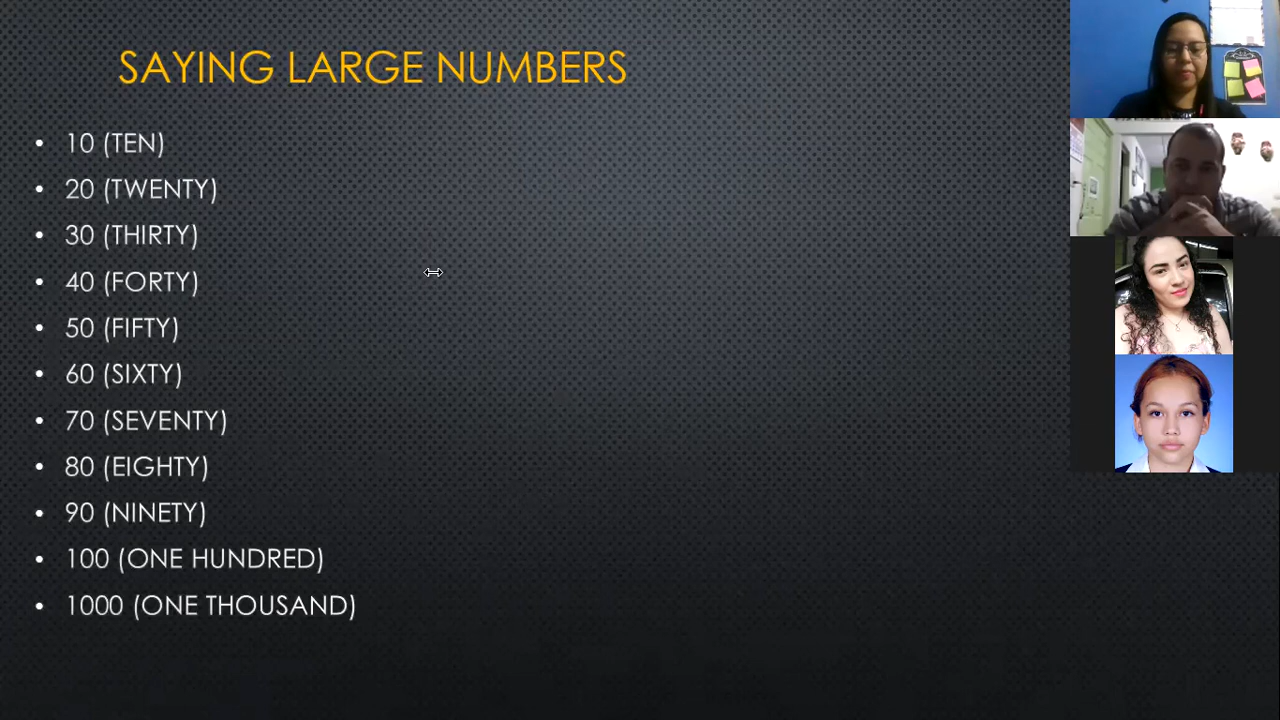 SAYING LARGE NUMBERS
• 10 (TEN)
• 20 (TWENTY)
• 30 (THIRTY)
• 40 (FORTY)
• 50 (FIFTY)
• 60 (SIXTY)
• 70 (SEVENTY)
• 80 (EIGHTY)
• 90 (NINETY)
• 100 (ONE HUNDRED)
• 1000 (ONE THOUSAND)